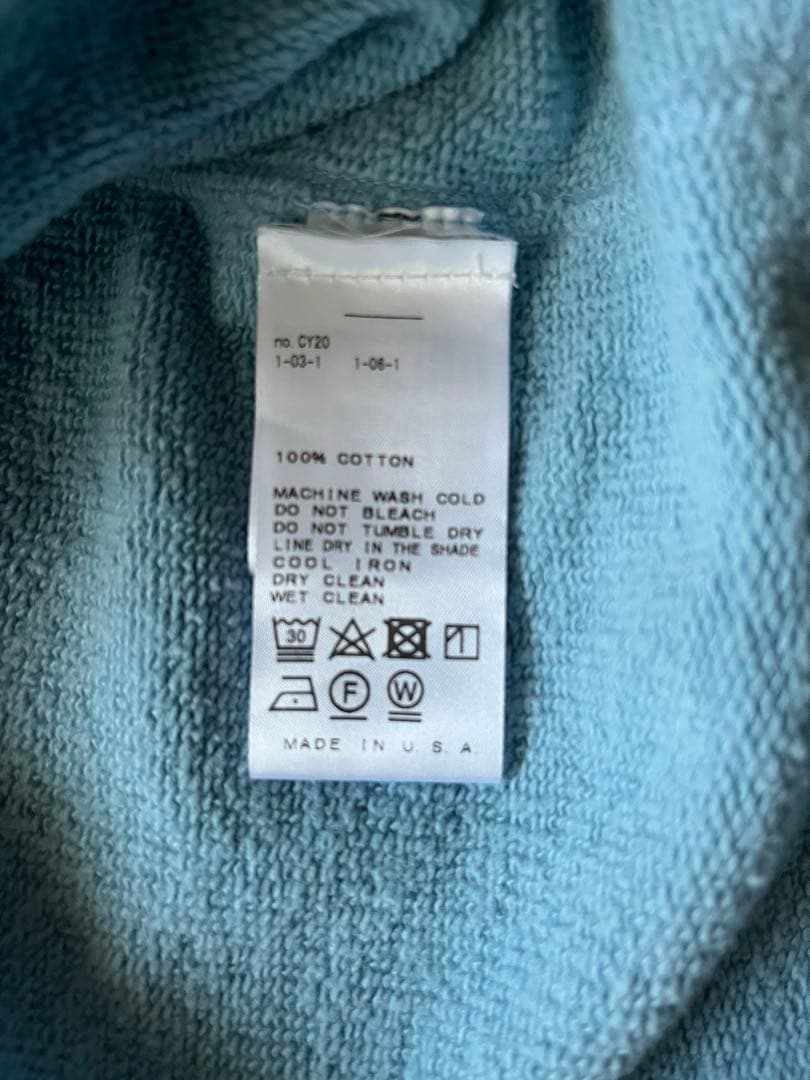 no. CY20
1-03-1 1-06-1
100% COTTON
MACHINE WASH COLD
DO NOT BLEACH
DO NOT TUMBLE DRY
LINE DRY IN THE SHADE
COOL IRON
DRY CLEAN
WET CLEAN
30
F W
MADE IN U.S.A.